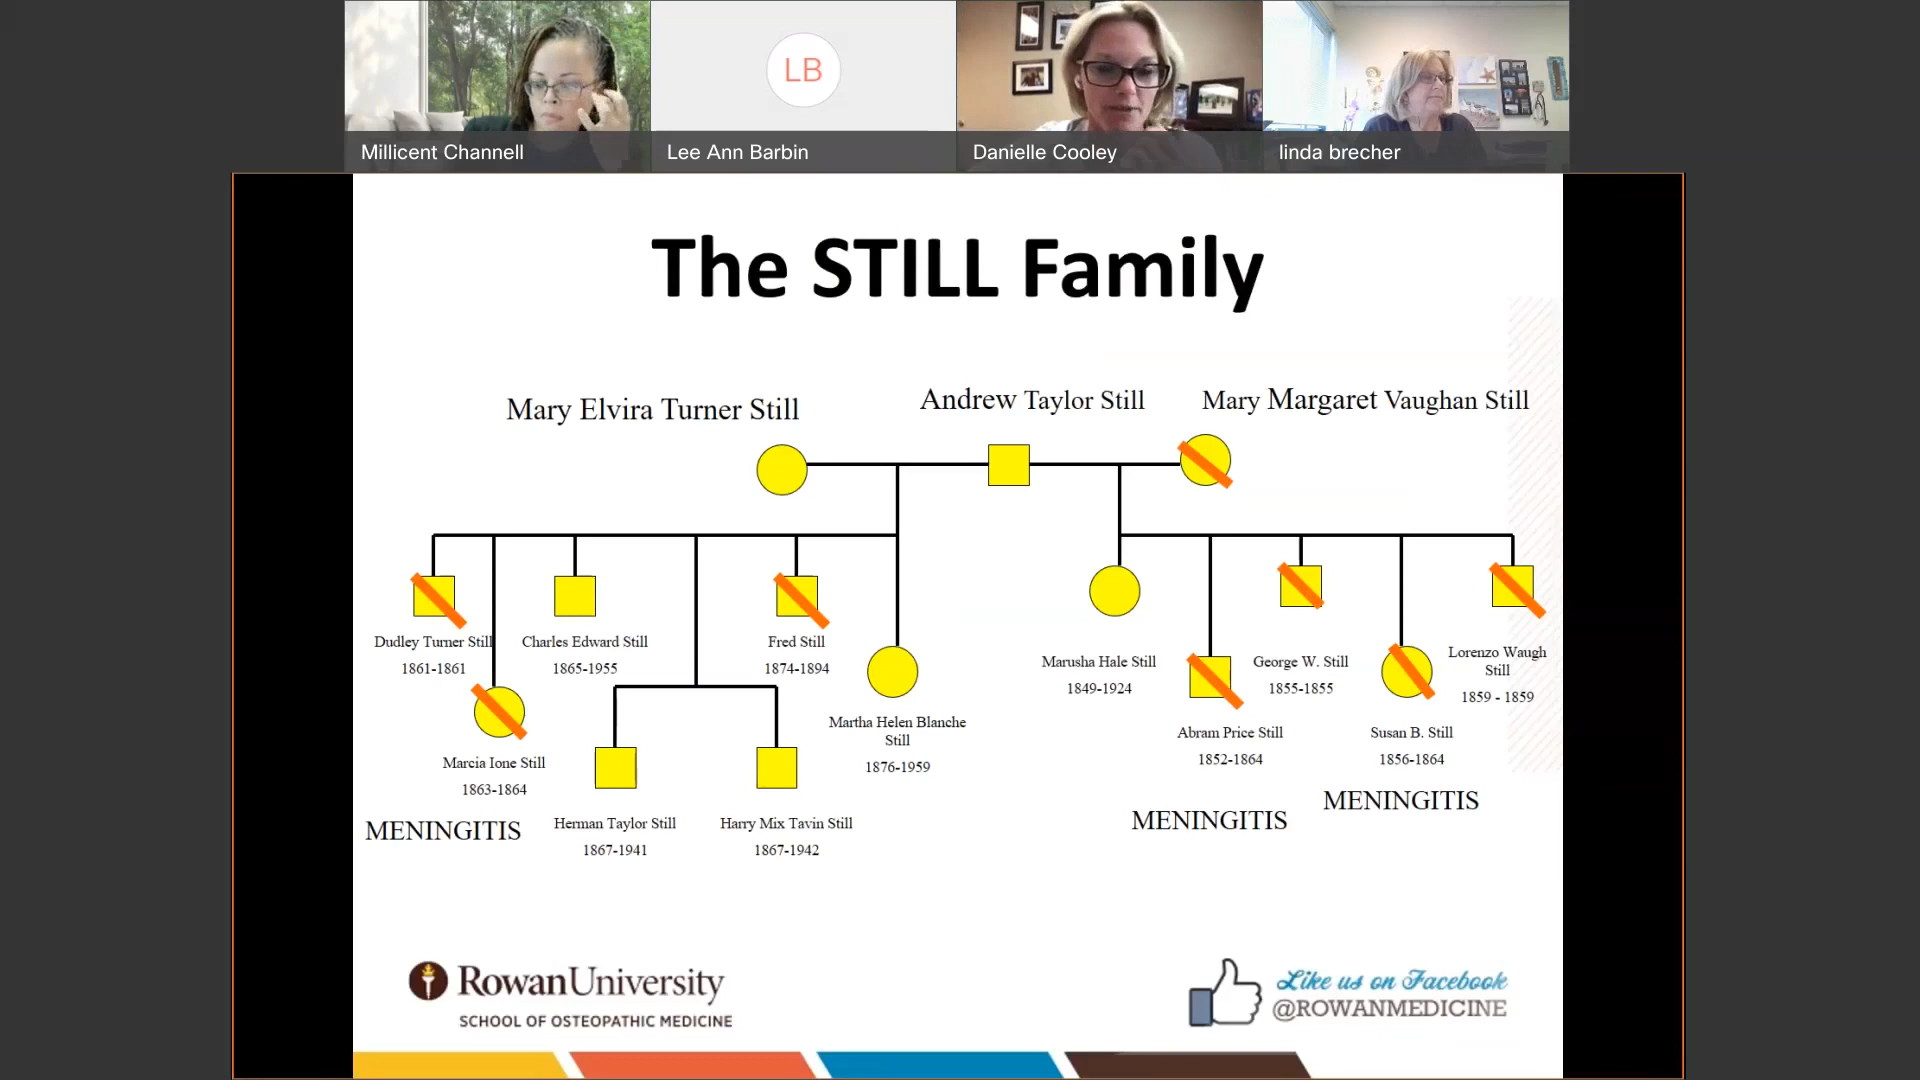 Millicent Channell
LB
Lee Ann Barbin
Danielle Cooley
linda brecher
The STILL Family
Mary Elvira Turner Still
Andrew Taylor Still
Mary Margaret Vaughan Still
Dudley Turner Still
1861-1861
Charles Edward Still
1865-1955
Fred Still
1874-1894
Marcia Ione Still
1863-1864
MENINGITIS
Herman Taylor Still
1867-1941
Harry Mix Tavin Still
1867-1942
Martha Helen Blanche
Still
1876-1959
Marusha Hale Still
1849-1924
Abram Price Still
1852-1864
MENINGITIS
George W. Still
1855-1855
Susan B. Still
1856-1864
MENINGITIS
Lorenzo Waugh
Still
1859 - 1859
Rowan University
SCHOOL OF OSTEOPATHIC MEDICINE
Like us on Facebook
@ROWANMEDICINE